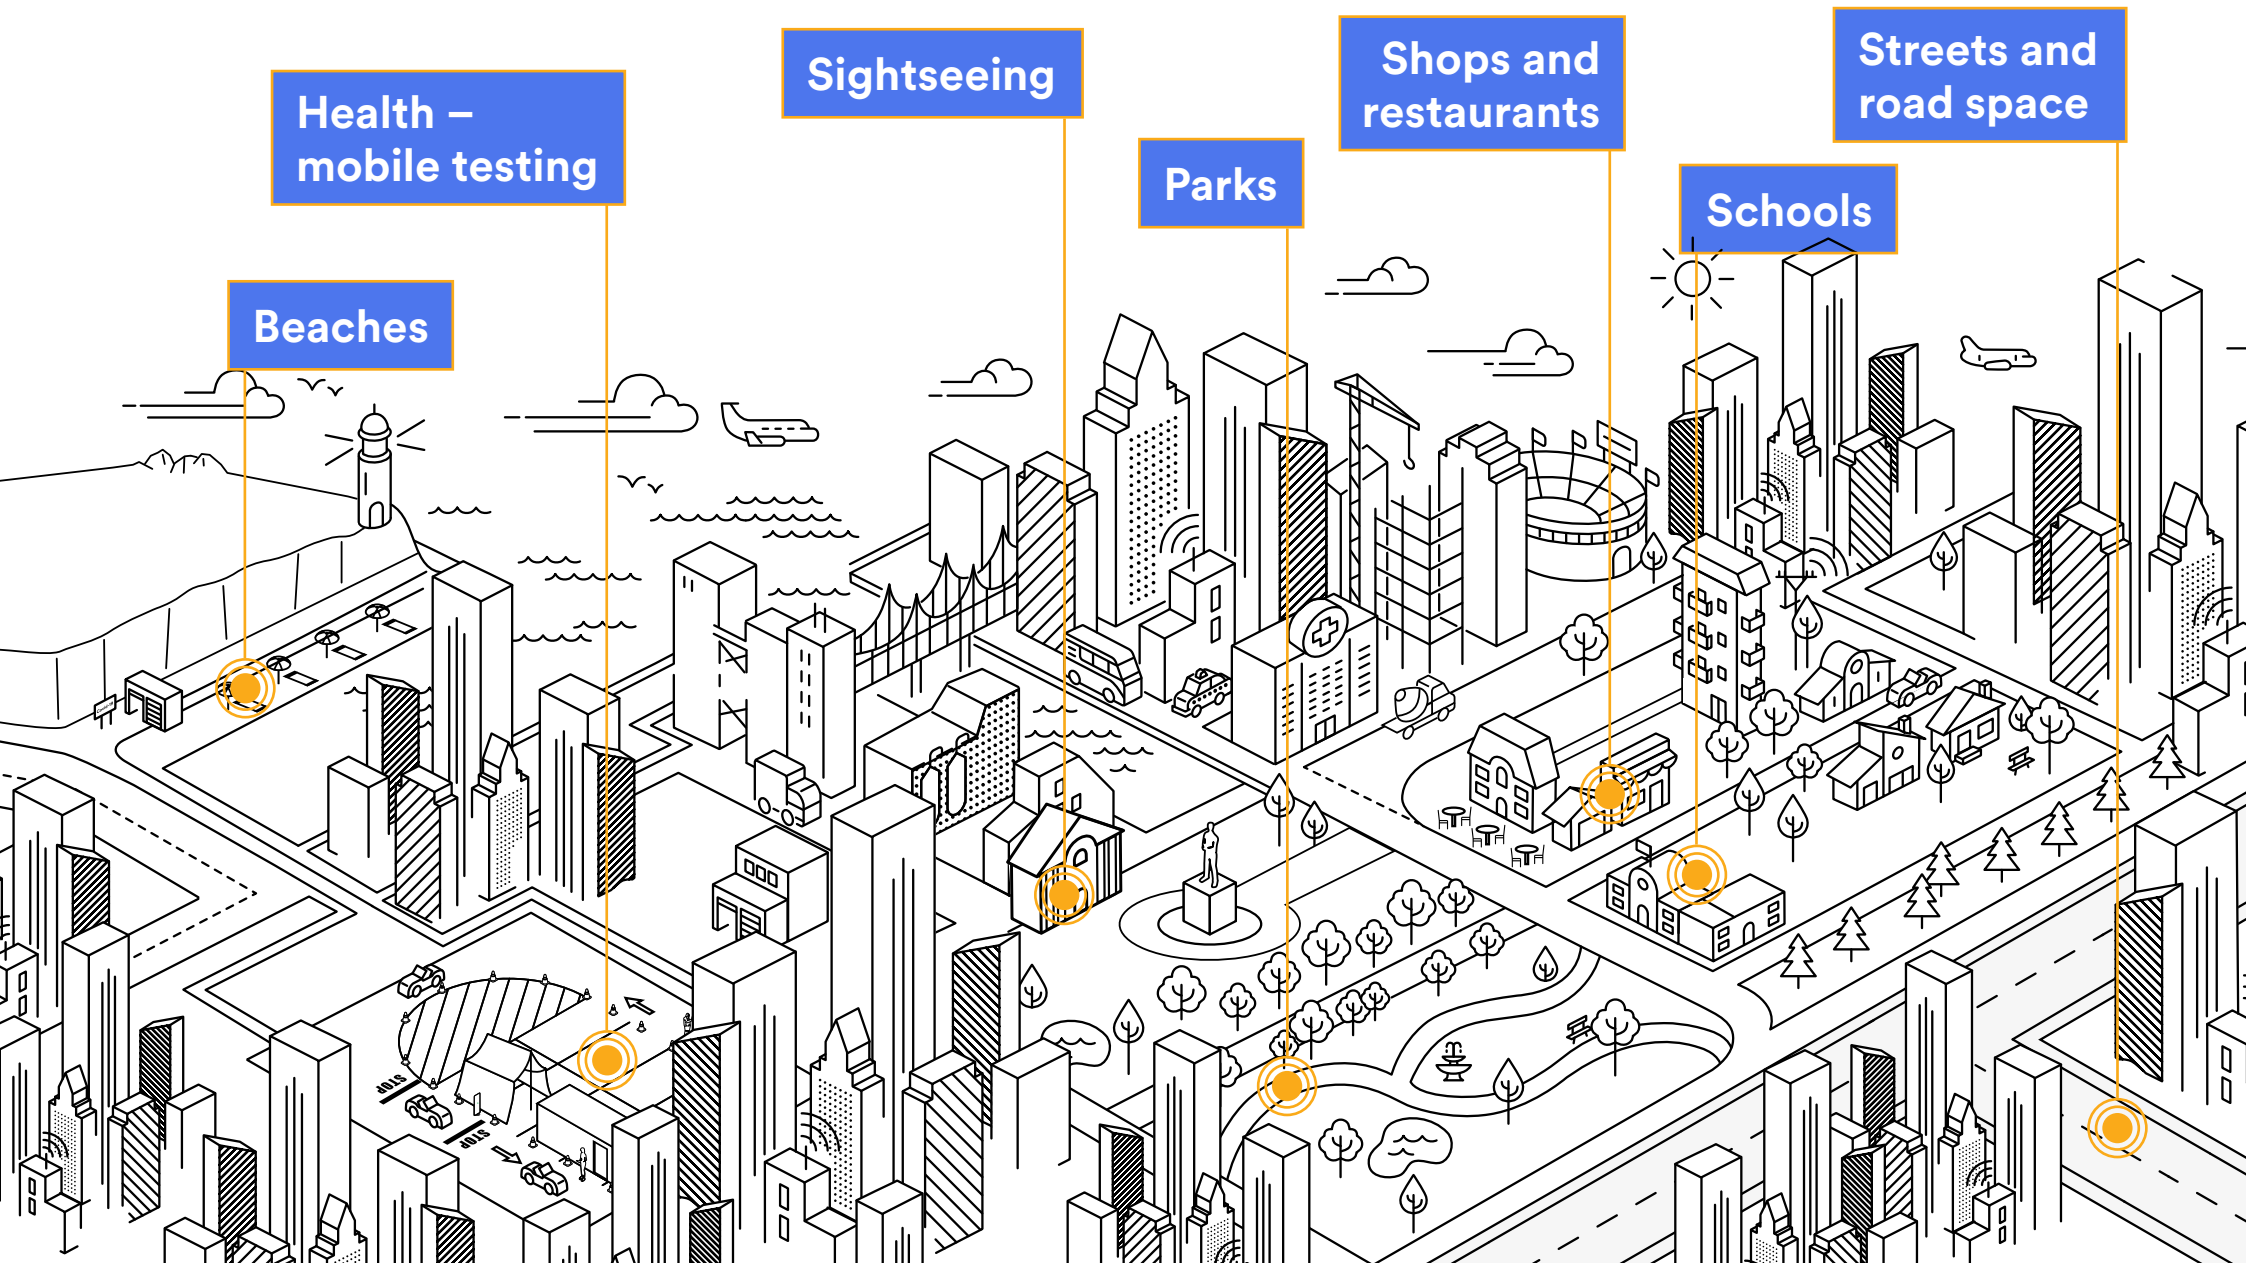 Streets and
road space
Shops and
restaurants
Sightseeing
Health –
mobile testing
Parks
Schools
Beaches
STOP
STOP